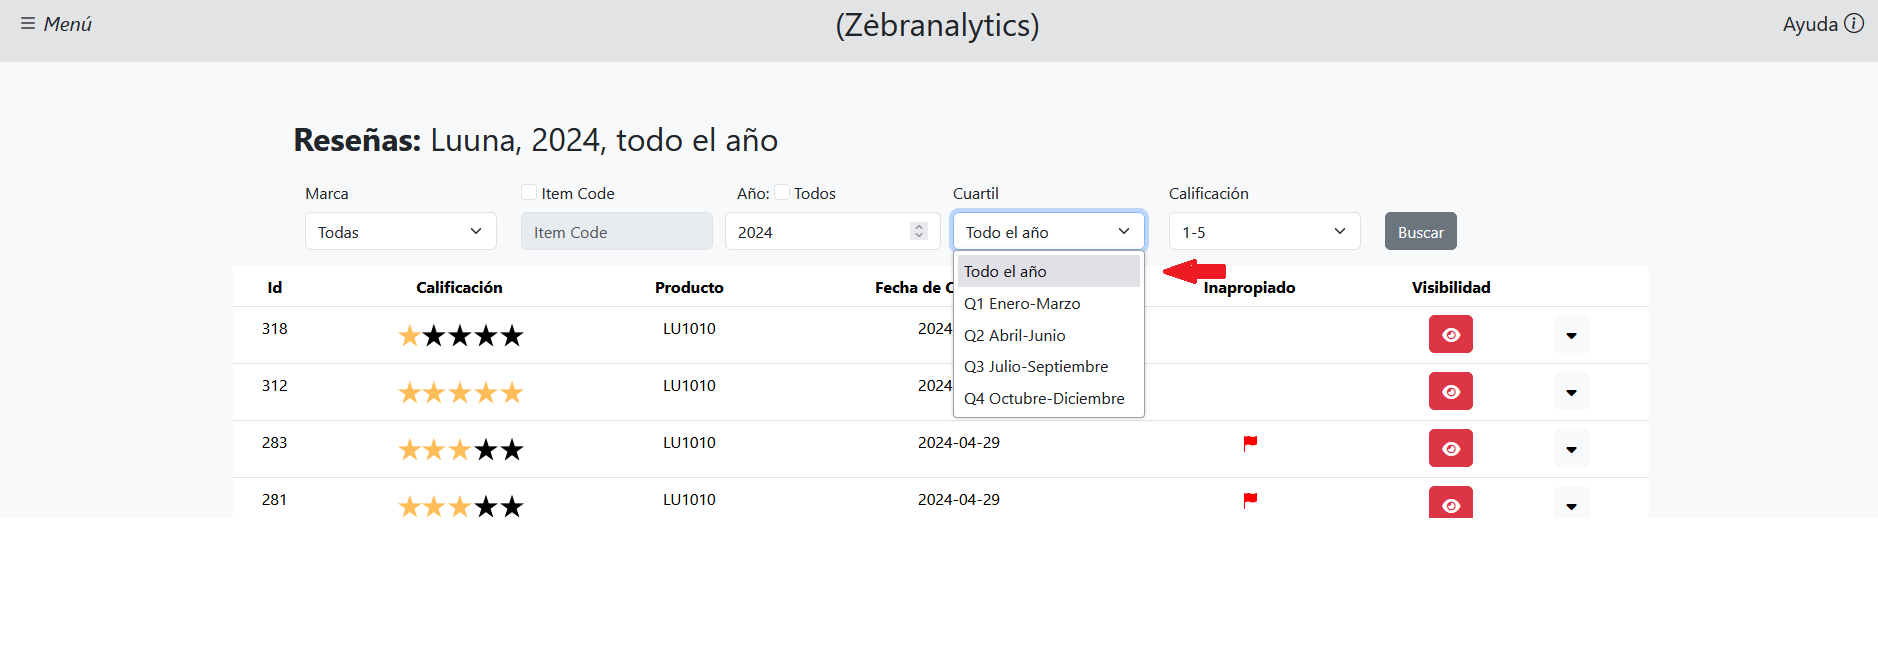 Menú
(Zėbranalytics)
Ayuda
Reseñas: Luuna, 2024, todo el año
Marca
Item Code
Año: Todos
Cuartil
Calificación
Todas
Item Code
2024
Todo el año
1-5
Buscar
Todo el año
Q1 Enero-Marzo
Q2 Abril-Junio
Q3 Julio-Septiembre
Q4 Octubre-Diciembre
Id Calificación Producto Fecha de Inapropiado Visibilidad
318 LU1010 2024-
312 LU1010 2024-
283 LU1010 2024-04-29
281 LU1010 2024-04-29